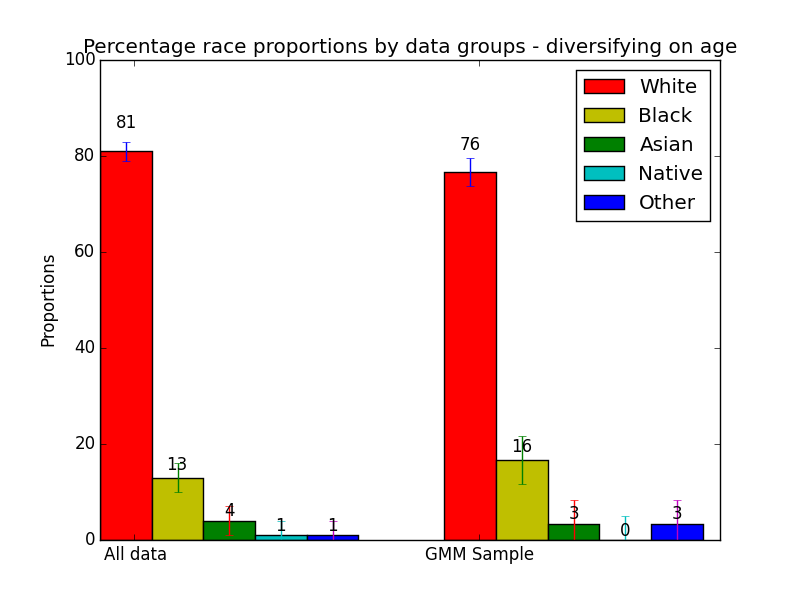 Percentage race proportions by data groups - diversifying on age
100
80
60
40
20
0
Proportions
White
Black
Asian
Native
Other
81
13
4
1
1
76
16
3
0
3
All data
GMM Sample